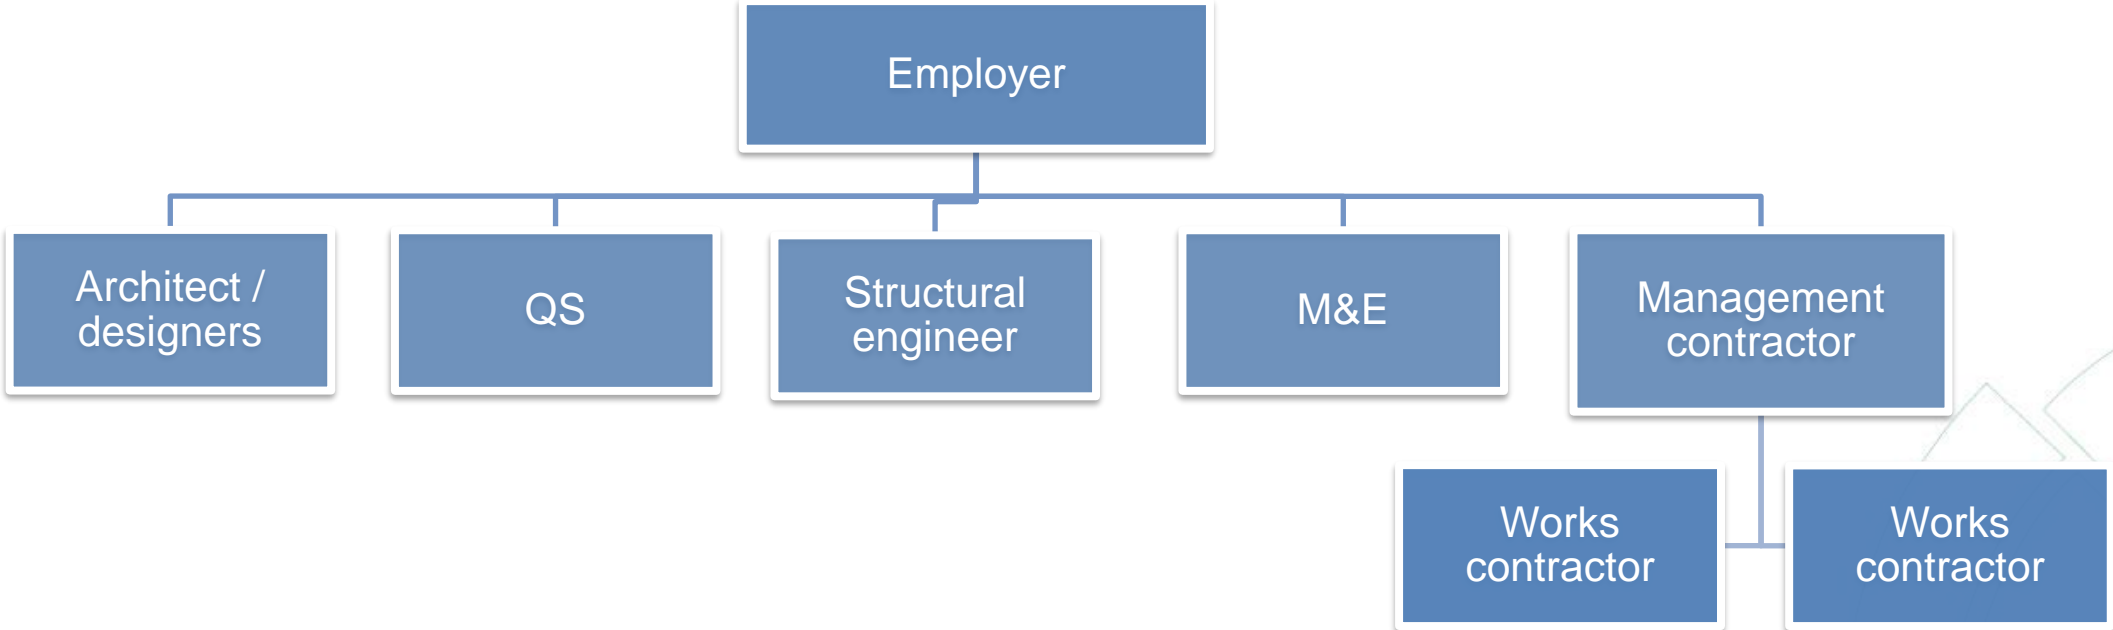 Employer
Architect /
designers
QS
Structural
engineer
M&E
Management
contractor
Works
contractor
Works
contractor